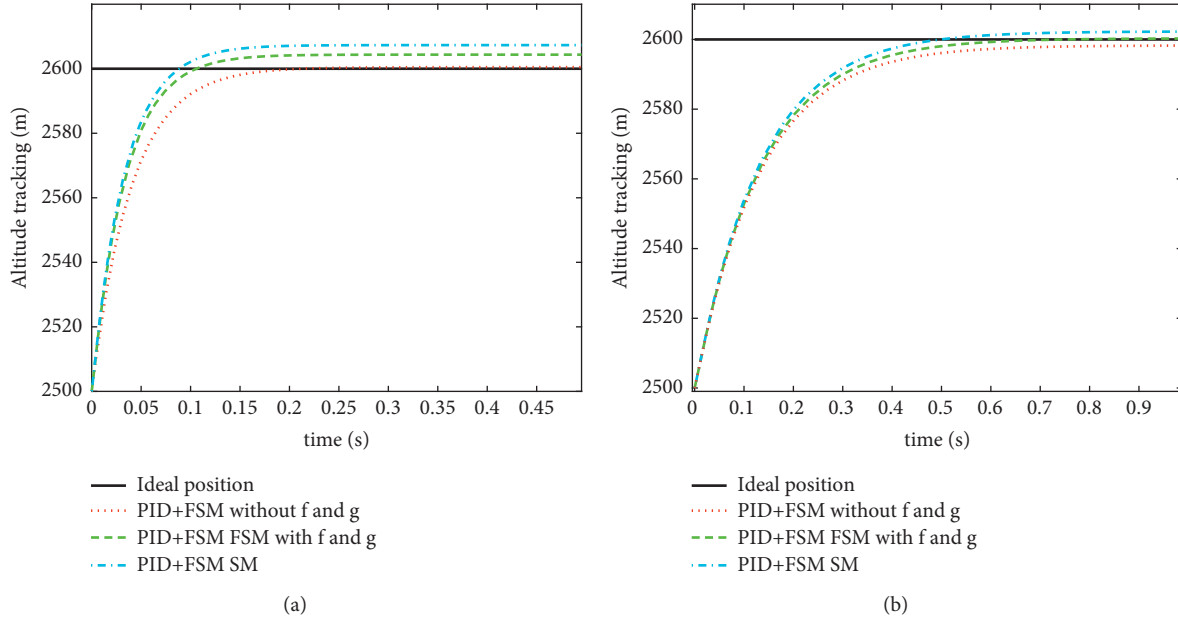 2600
2580
2560
2540
2520
2500
Altitude tracking (m)
0 0.05 0.1 0.15 0.2 0.25 0.3 0.35 0.4 0.45
time (s)
Ideal position
PID+FSM without f and g
PID+FSM FSM with f and g
PID+FSM SM
(a)
2600
2580
2560
2540
2520
2500
Altitude tracking (m)
0 0.1 0.2 0.3 0.4 0.5 0.6 0.7 0.8 0.9
time (s)
Ideal position
PID+FSM without f and g
PID+FSM FSM with f and g
PID+FSM SM
(b)